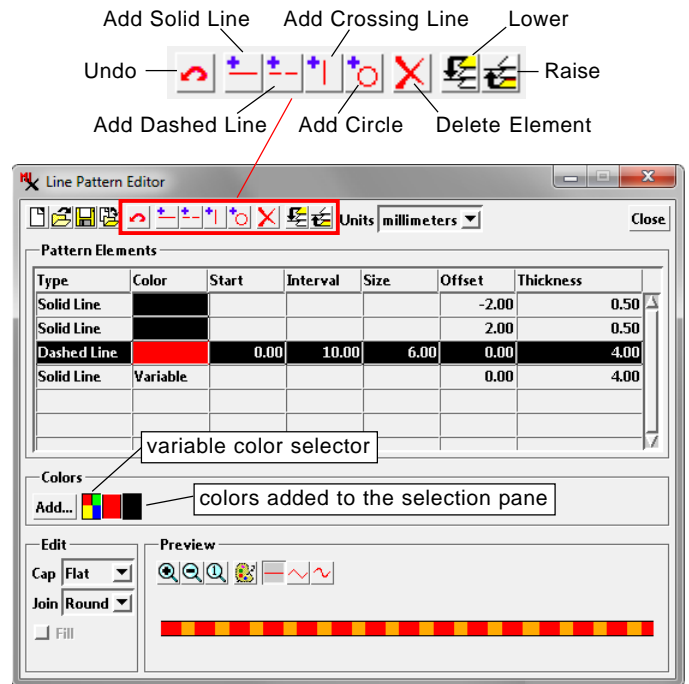 Add Solid Line Add Crossing Line Lower
Undo Raise
Add Dashed Line Add Circle Delete Element
Line Pattern Editor
Units millimeters Close
Pattern Elements
Type Color Start Interval Size Offset Thickness
Solid Line -2.00 0.50
Solid Line 2.00 0.50
Dashed Line 0.00 10.00 6.00 0.00 4.00
Solid Line Variable 0.00 4.00
variable color selector
Colors
Add... colors added to the selection pane
Edit Preview
Cap Flat
Join Round
Fill